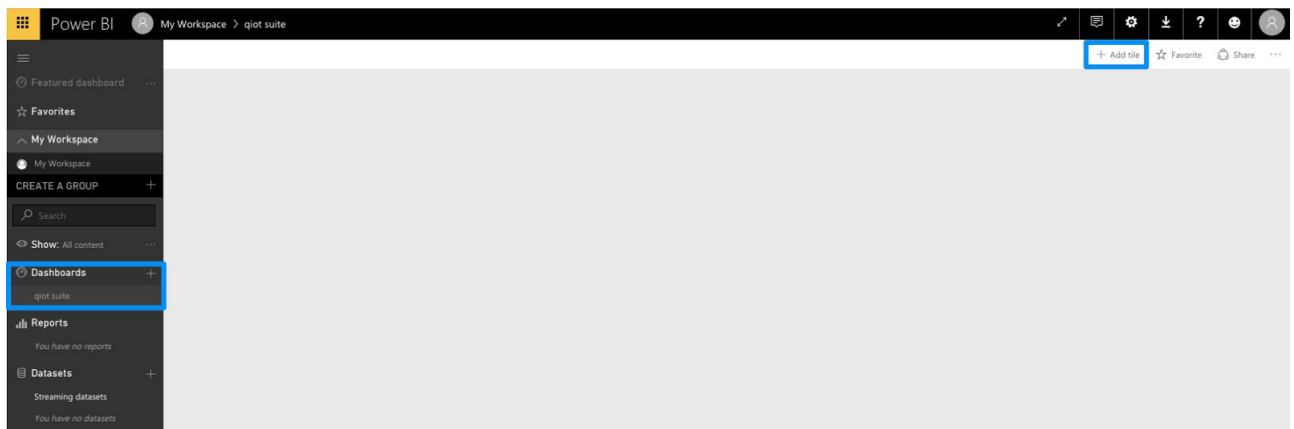 Power BI My Workspace > qiot suite ?
+ Add tile Favorite Share ...
Featured dashboard ...
Favorites
My Workspace
My Workspace
CREATE A GROUP +
Search
Show: All content ...
Dashboards +
qiot suite
Reports
You have no reports
Datasets +
Streaming datasets
You have no datasets